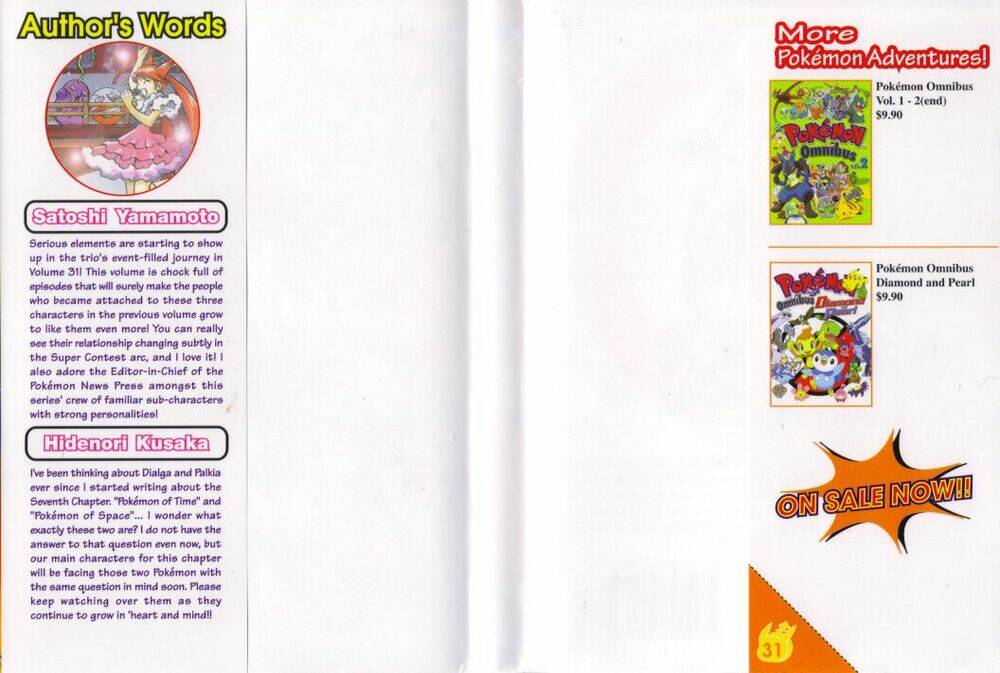 Author's Words
Satoshi Yamamoto
Serious elements are starting to show
up in the trio's event-filled journey in
Volume 31! This volume is chock full of
episodes that will surely make the people
who became attached to these three
characters in the previous volume grow
to like them even more! You can really
see their relationship changing subtly in
the Super Contest arc, and I love it! I
also adore the Editor-in-Chief of the
Pokémon News Press amongst this
series' crew of familiar sub-characters
with strong personalities!
Hidenori Kusaka
I've been thinking about Dialga and Palkia
ever since I started writing about the
Seventh Chapter. "Pokémon of Time" and
"Pokémon of Space"... I wonder what
exactly these two are? I do not have the
answer to that question even now, but
our main characters for this chapter
will be facing those two Pokémon with
the same question in mind soon. Please
keep watching over them as they
continue to grow in 'heart and mind!!
More
Pokémon Adventures!
POKéMON
Omnibus
vol.2
Pokémon Omnibus
Vol. 1 - 2(end)
$9.90
POKéMON
Omnibus Diamond
and Pearl
Pokémon Omnibus
Diamond and Pearl
$9.90
ON SALE NOW!!
31